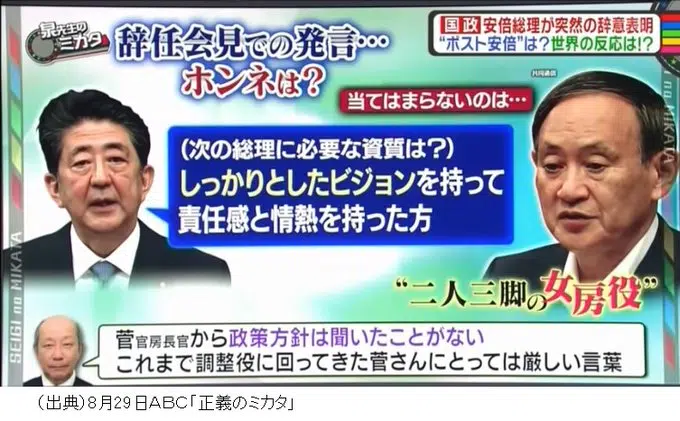 正義のミカタ
国政 安倍総理が突然の辞意表明
“ポスト安倍”は?世界の反応は!?
共同通信
辞任会見での発言…
ホンネは?
当てはまらないのは…
(次の総理に必要な資質は?)
しっかりとしたビジョンを持って
責任感と情熱を持った方
“二人三脚の女房役”
菅官房長官から政策方針は聞いたことがない
これまで調整役に回ってきた菅さんにとっては厳しい言葉
SEIGI no MIKATA
no MIKATA
(出典)8月29日ABC「正義のミカタ」